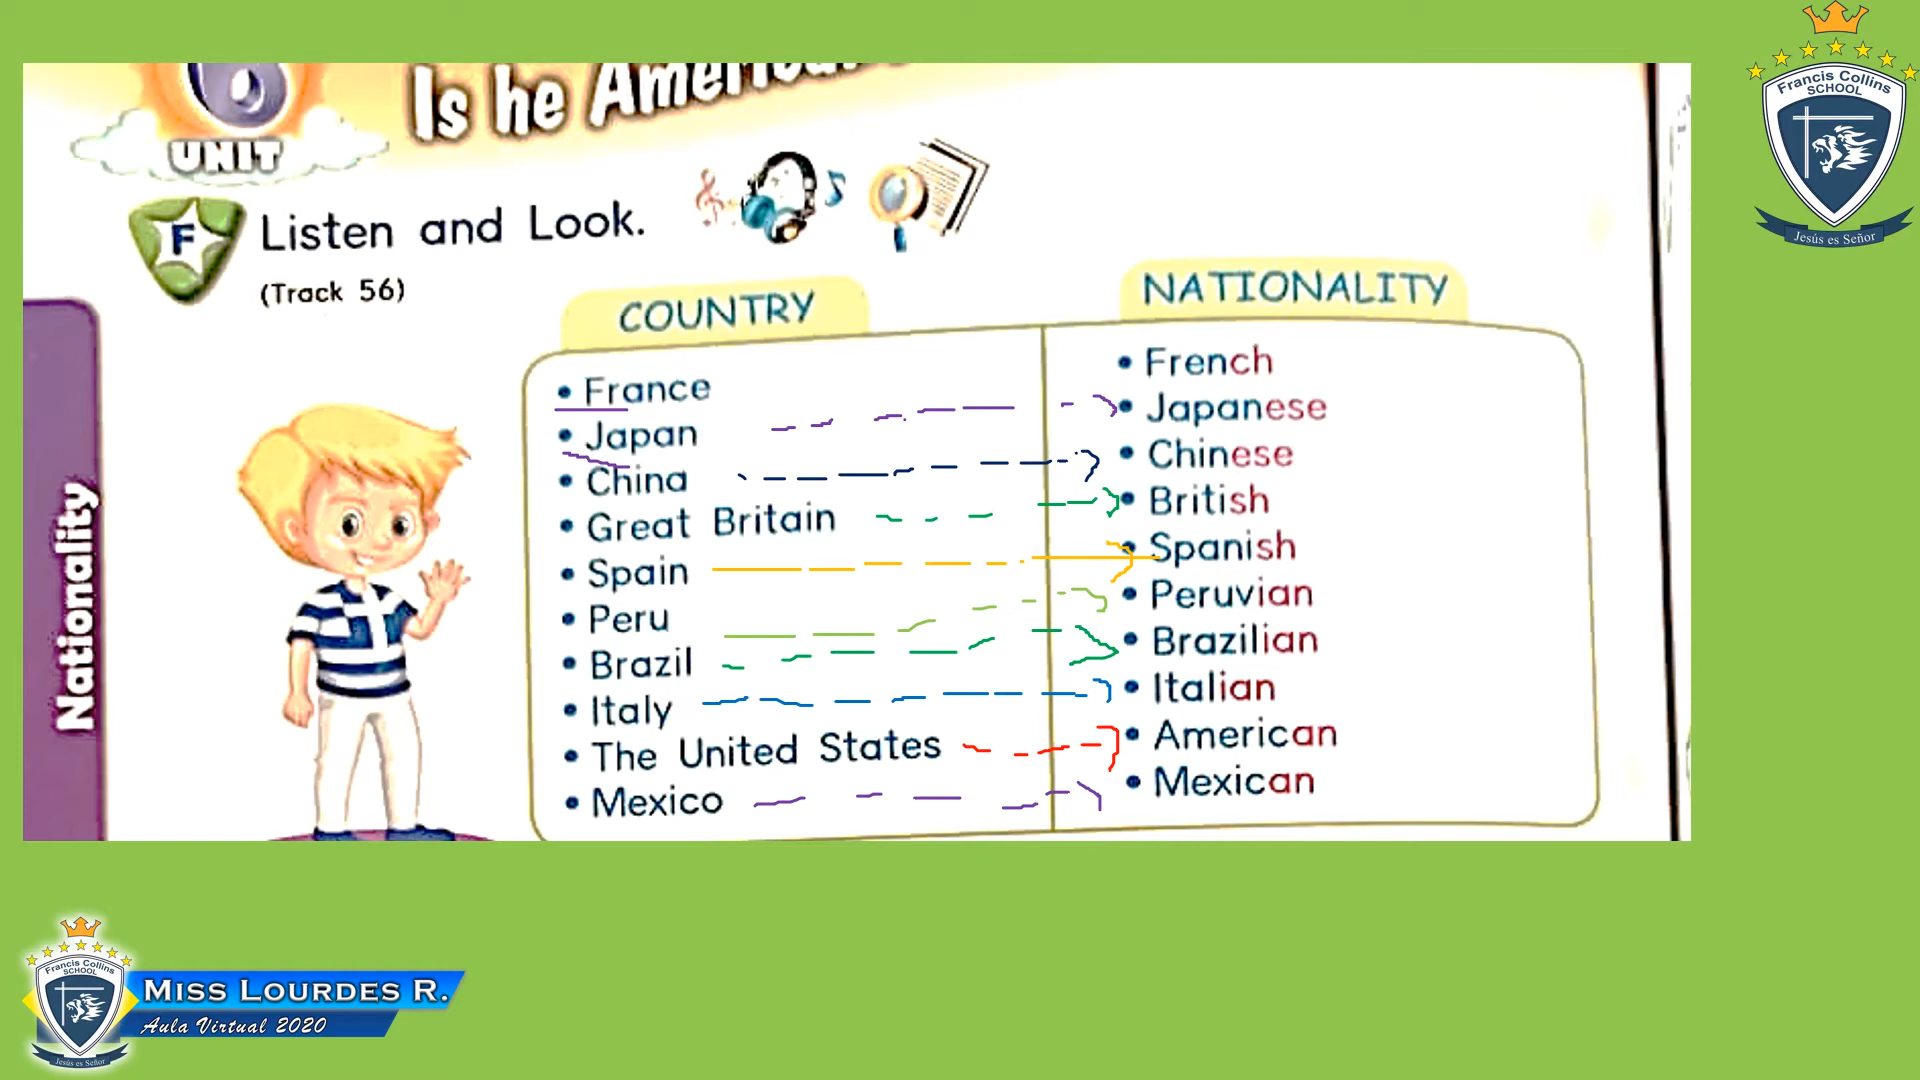 Is he
UNIT
F
Listen and Look.
(Track 56)
Nationality
COUNTRY
• France
• Japan
• China
• Great Britain
• Spain
• Peru
• Brazil
• Italy
• The United States
• Mexico
NATIONALITY
• French
• Japanese
• Chinese
• British
• Spanish
• Peruvian
• Brazilian
• Italian
• American
• Mexican
Francis Collins
SCHOOL
Jesús es Señor
Francis Collins
SCHOOL
Jesús es Señor
MISS LOURDES R.
Aula Virtual 2020